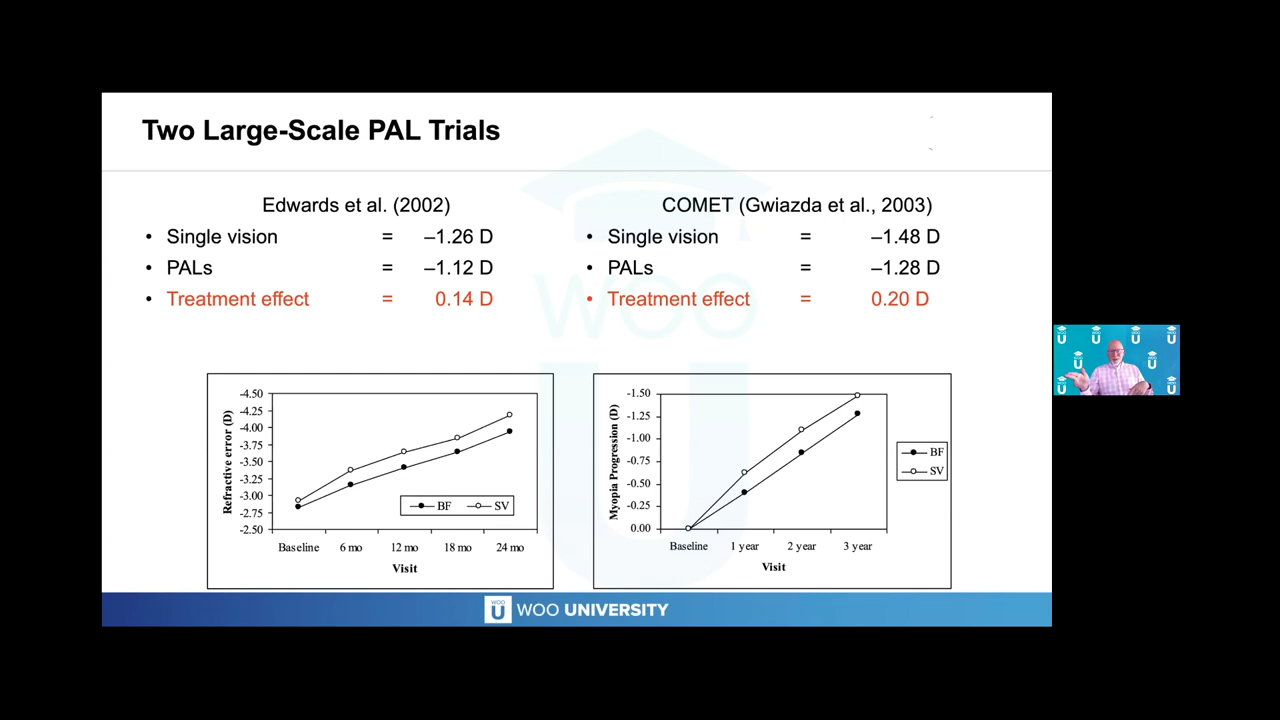 Two Large-Scale PAL Trials
Edwards et al. (2002)
• Single vision = –1.26 D
• PALs = –1.12 D
• Treatment effect = 0.14 D
COMET (Gwiazda et al., 2003)
• Single vision = –1.48 D
• PALs = –1.28 D
• Treatment effect = 0.20 D
WOO
U
Refractive error (D)
-4.50
-4.25
-4.00
-3.75
-3.50
-3.25
-3.00
-2.75
-2.50
BF SV
Baseline 6 mo 12 mo 18 mo 24 mo
Visit
Myopia Progression (D)
-1.50
-1.25
-1.00
-0.75
-0.50
-0.25
0.00
BF
SV
Baseline 1 year 2 year 3 year
Visit
WOO
U
WOO UNIVERSITY